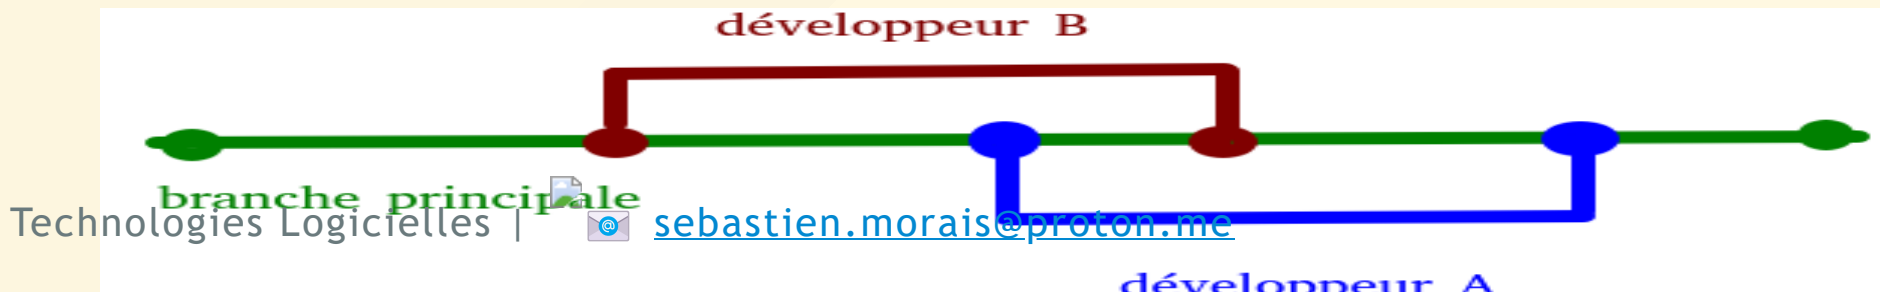 développeur B
branche principale
Technologies Logicielles | sebastien.morais@proton.me
développeur A